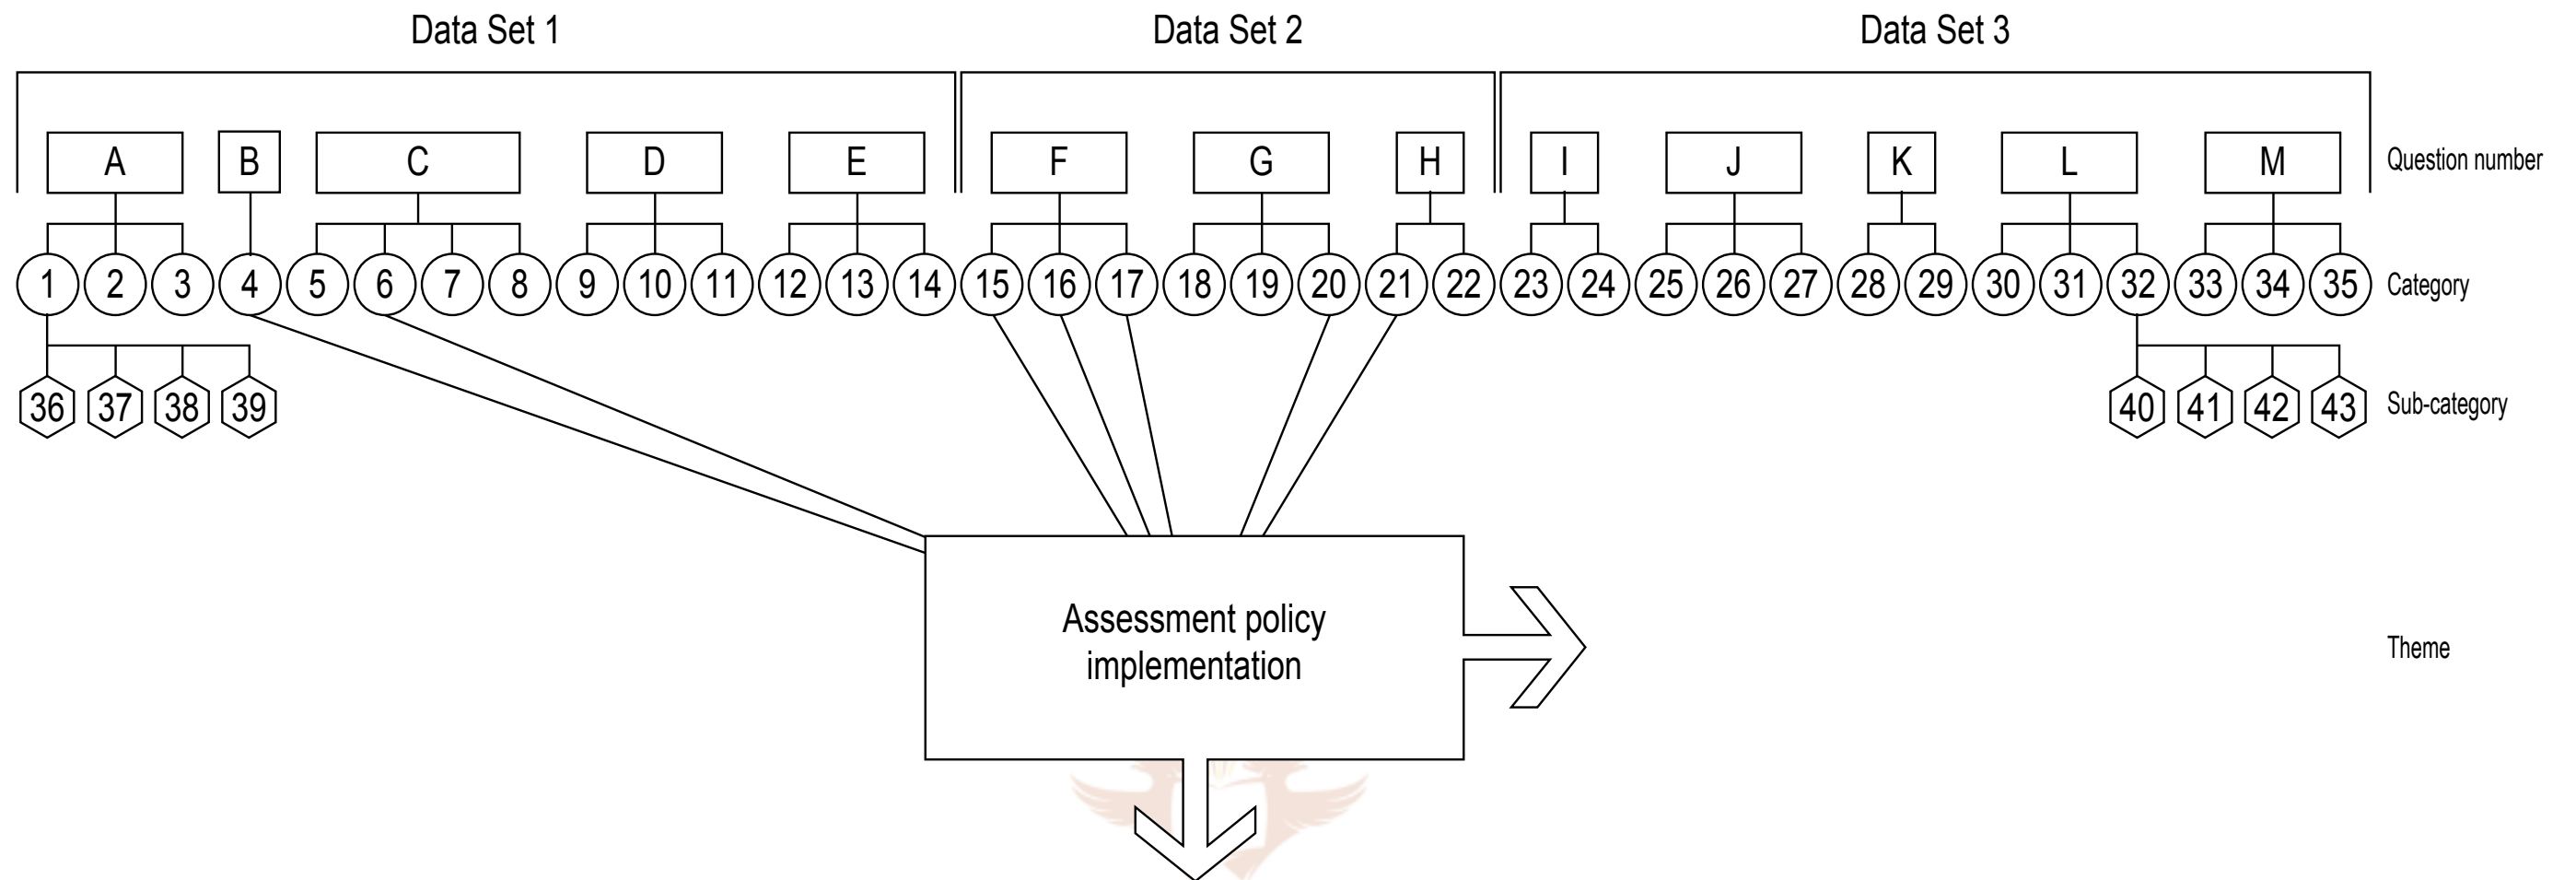 Data Set 1 Data Set 2 Data Set 3
A B C D E F G H I J K L M Question number
1 2 3 4 5 6 7 8 9 10 11 12 13 14 15 16 17 18 19 20 21 22 23 24 25 26 27 28 29 30 31 32 33 34 35 Category
36 37 38 39 40 41 42 43 Sub-category
Assessment policy
implementation
Theme